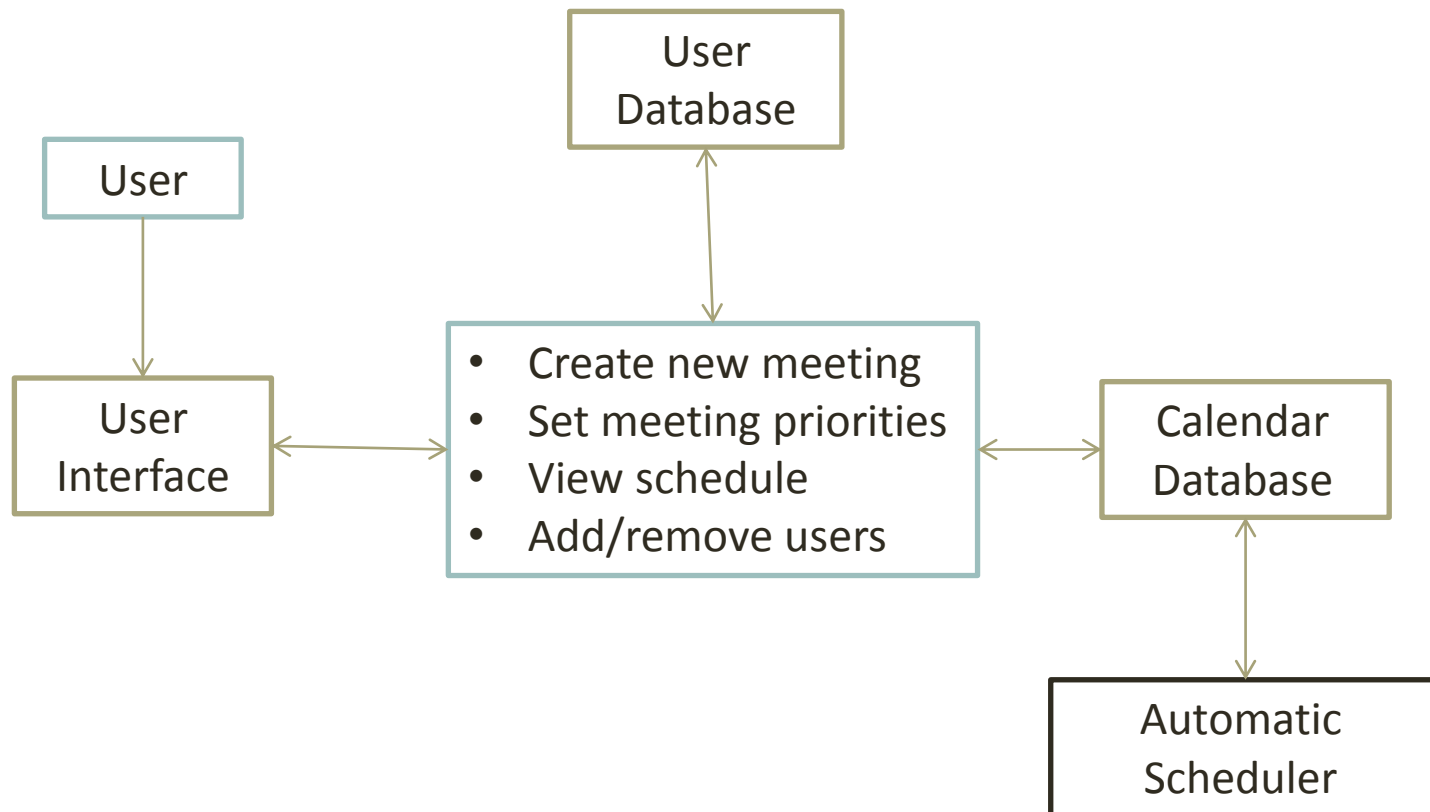 User
Database
User
• Create new meeting
• Set meeting priorities
• View schedule
• Add/remove users
User
Interface
Calendar
Database
Automatic
Scheduler